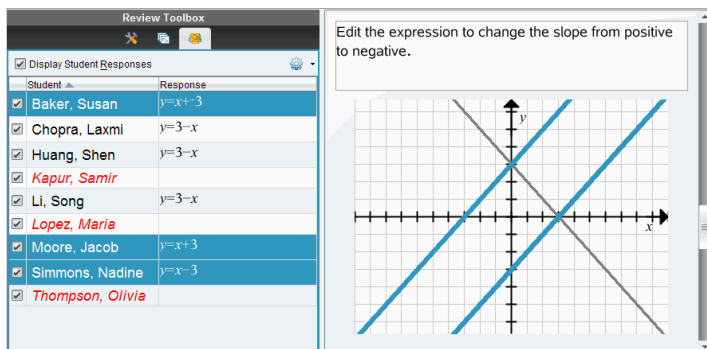 Review Toolbox
Display Student Responses
Student Response
Baker, Susan y=x+⁻3
Chopra, Laxmi y=3−x
Huang, Shen y=3−x
Kapur, Samir
Li, Song y=3−x
Lopez, Maria
Moore, Jacob y=x+3
Simmons, Nadine y=x−3
Thompson, Olivia
Edit the expression to change the slope from positive
to negative.
y
x